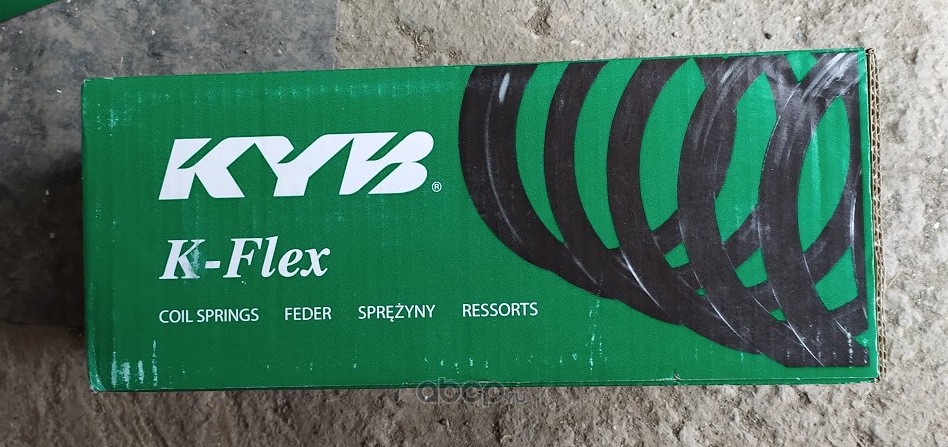 KYB®
K-Flex
COIL SPRINGS FEDER SPRĘŻYNY RESSORTS